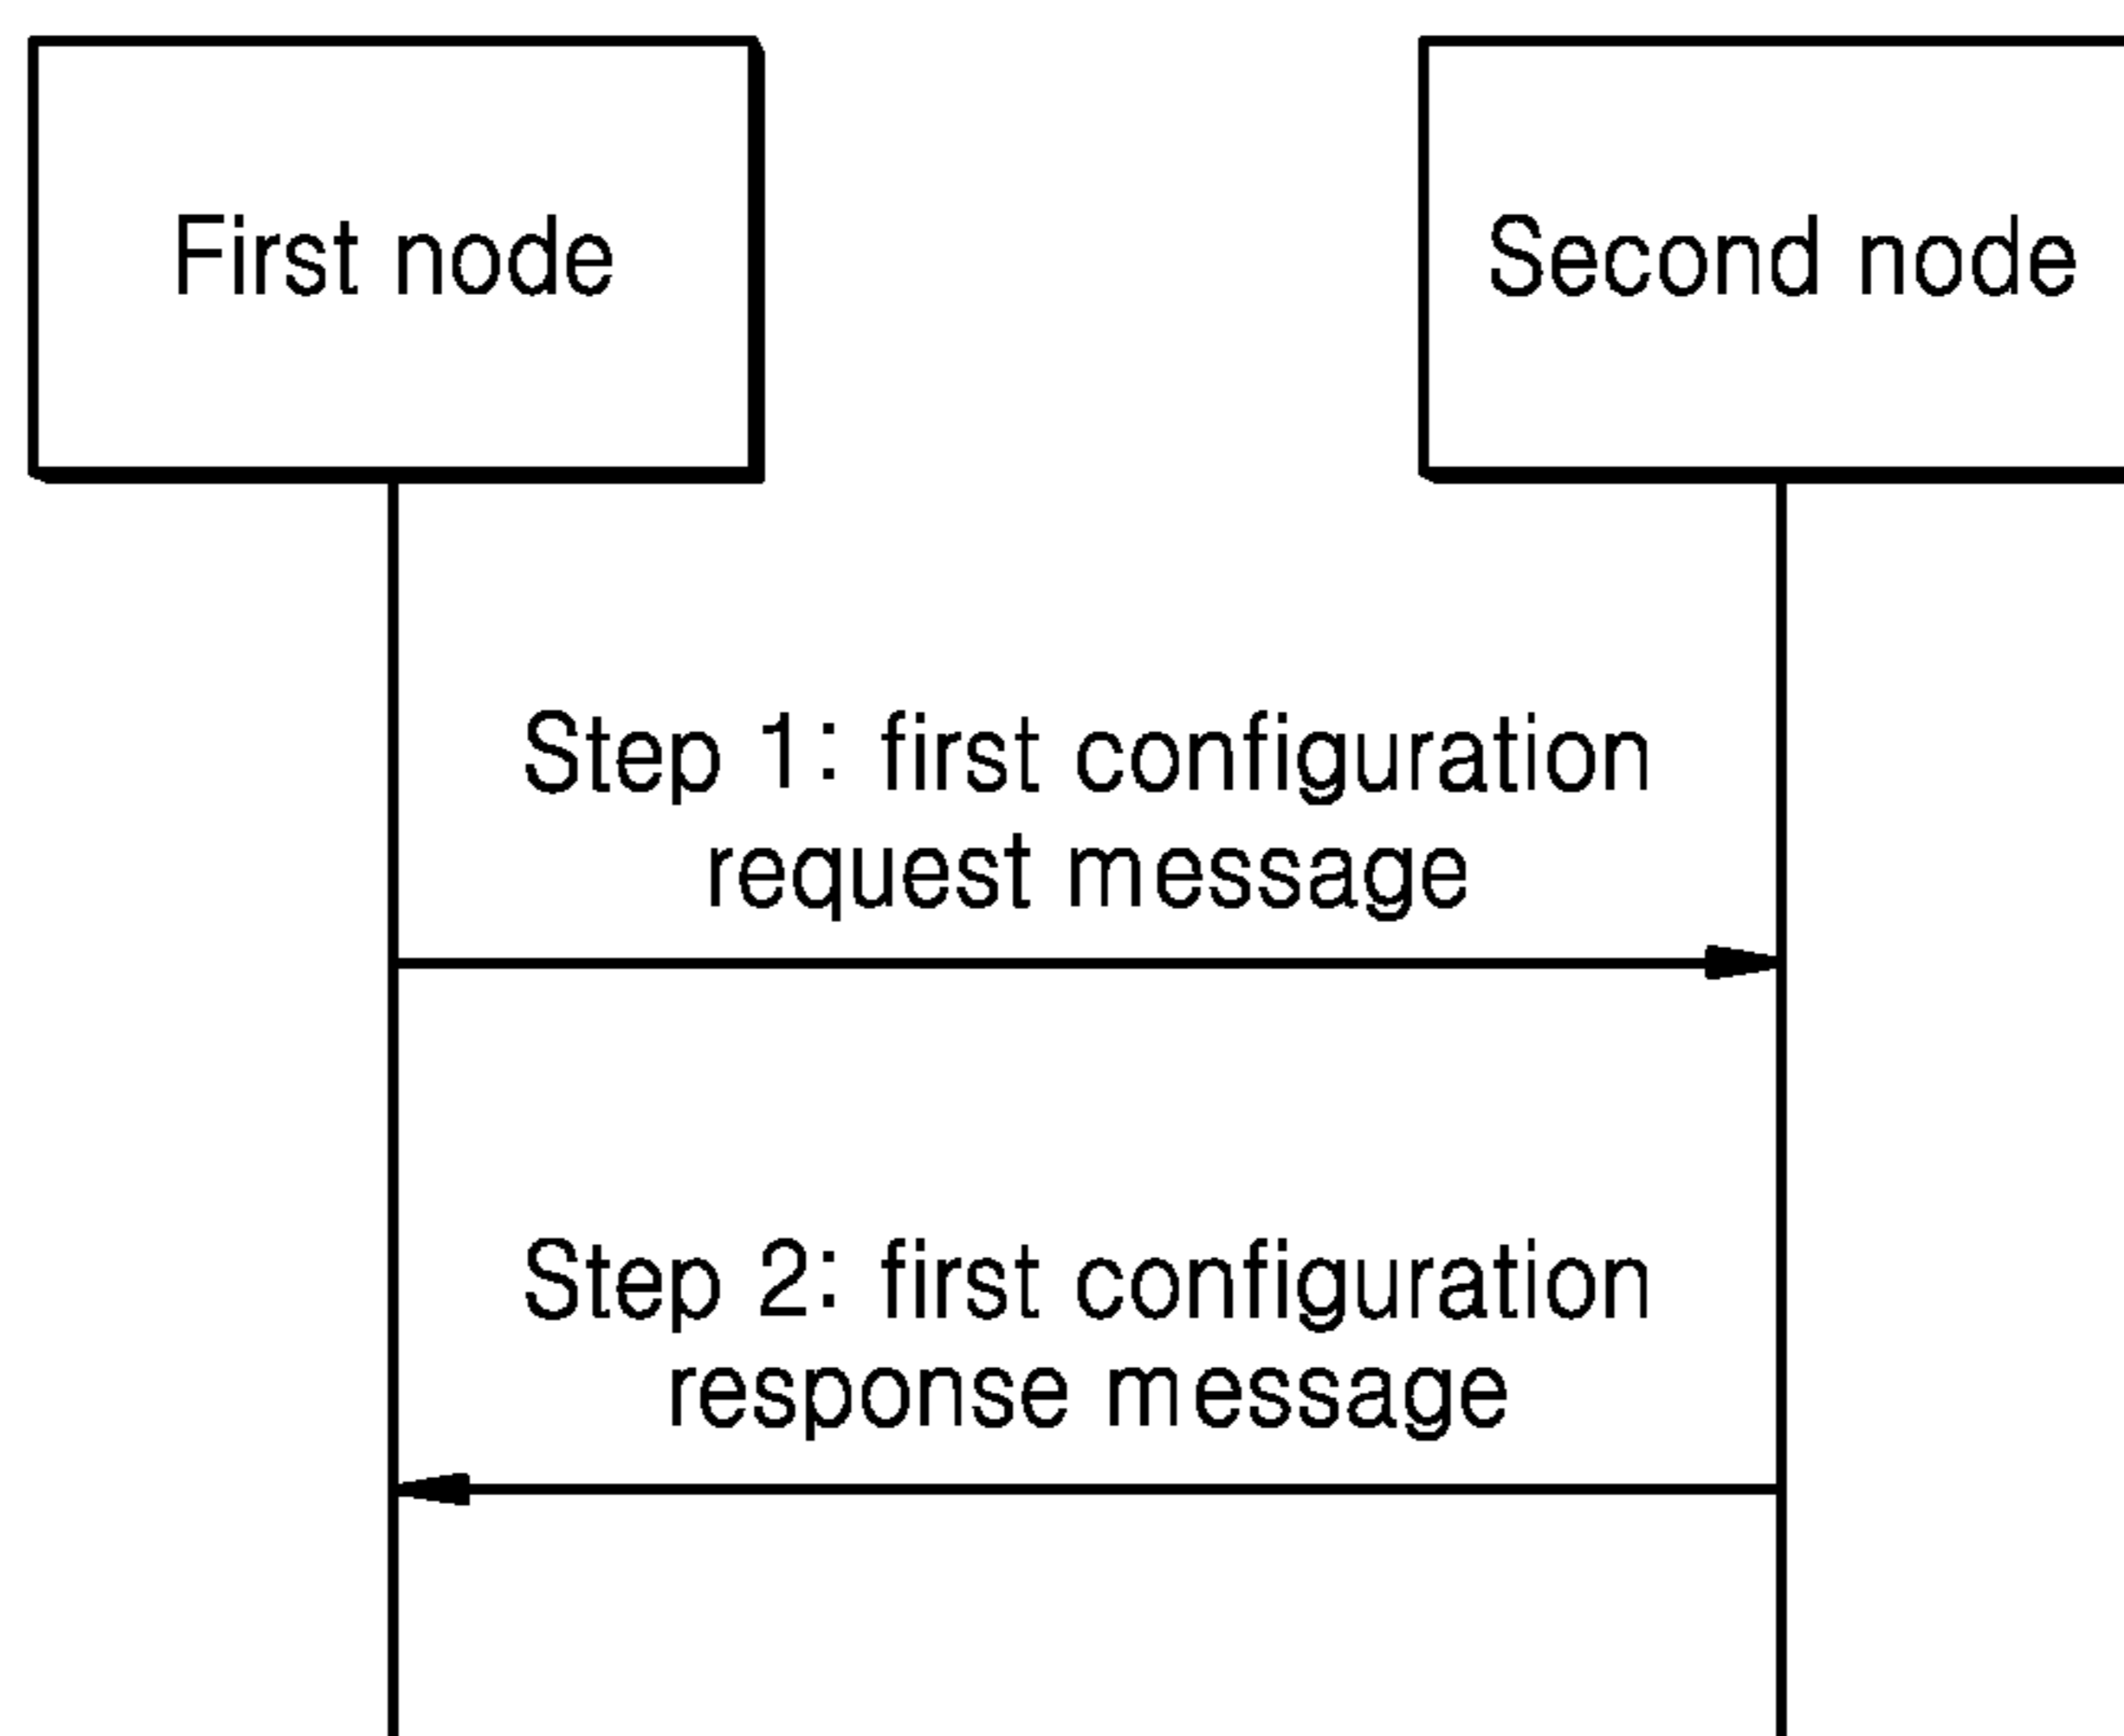 First node
Second node
Step 1: first configuration
request message
Step 2: first configuration
response message